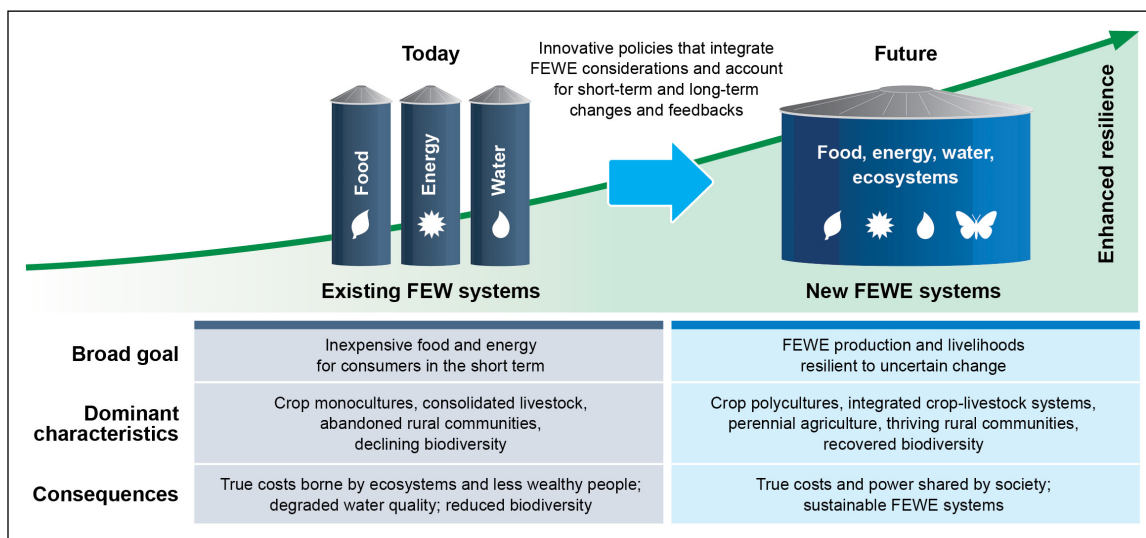 Today
Innovative policies that integrate
FEWE considerations and account
for short-term and long-term
changes and feedbacks
Future
Food
Energy
Water
Food, energy, water,
ecosystems
Enhanced resilience
Existing FEW systems
New FEWE systems
Broad goal
Inexpensive food and energy
for consumers in the short term
FEWE production and livelihoods
resilient to uncertain change
Dominant
characteristics
Crop monocultures, consolidated livestock,
abandoned rural communities,
declining biodiversity
Crop polycultures, integrated crop-livestock systems,
perennial agriculture, thriving rural communities,
recovered biodiversity
Consequences
True costs borne by ecosystems and less wealthy people;
degraded water quality; reduced biodiversity
True costs and power shared by society;
sustainable FEWE systems